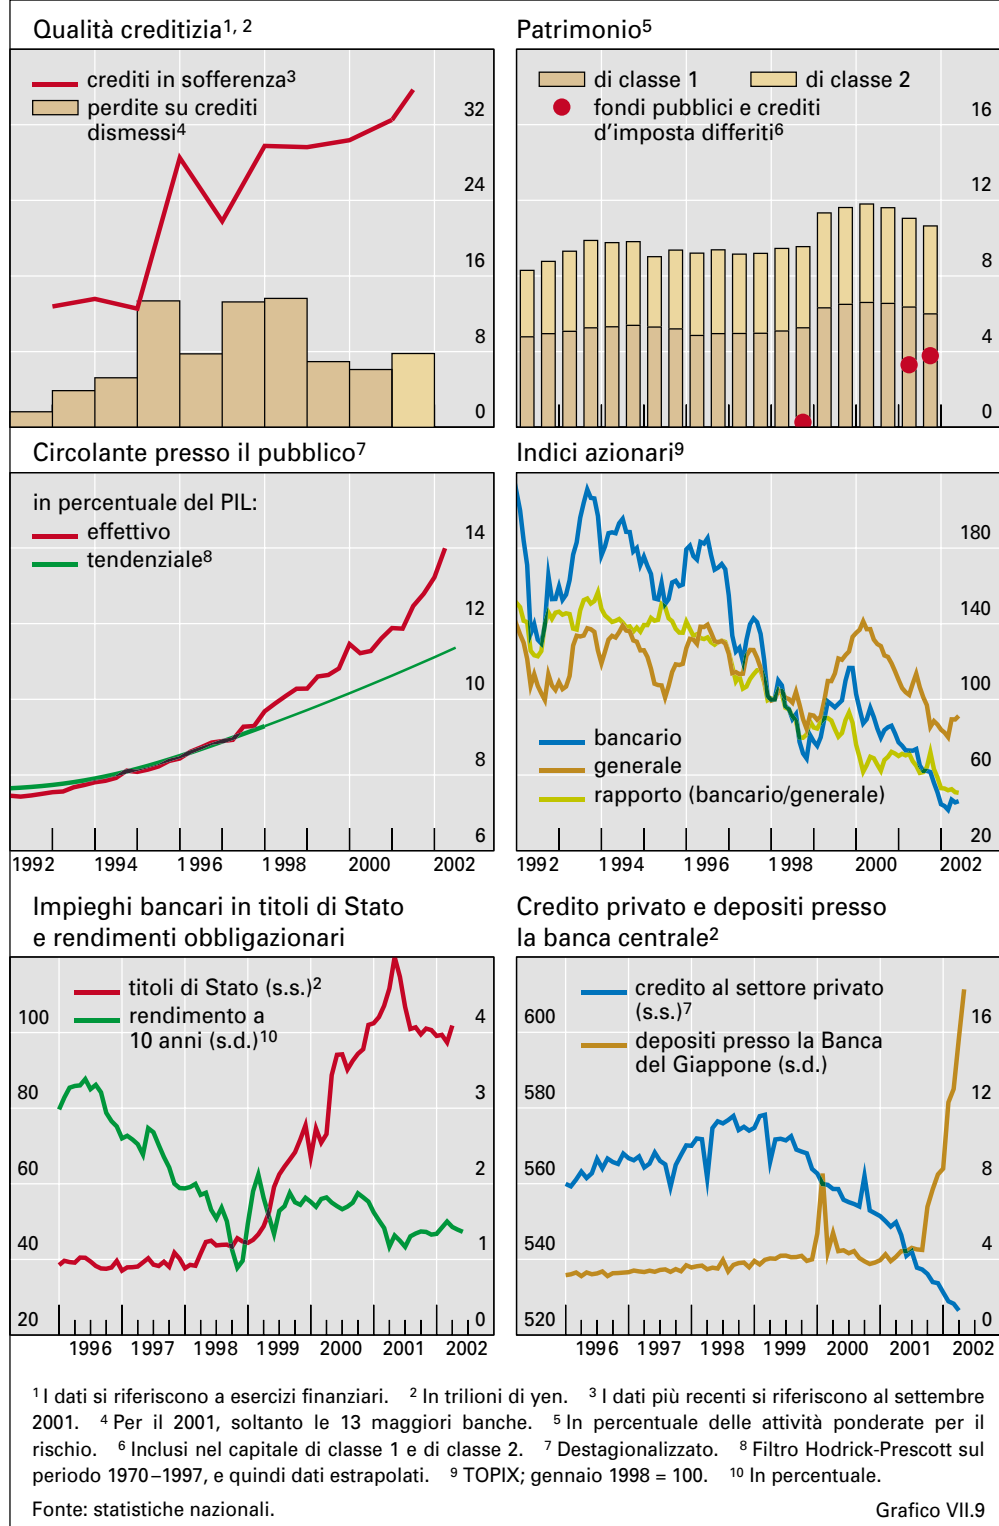 Qualità creditizia1, 2
crediti in sofferenza3
perdite su crediti
dismessi4
32
24
16
8
0
Patrimonio5
di classe 1
di classe 2
fondi pubblici e crediti
d'imposta differiti6
16
12
8
4
0
Circolante presso il pubblico7
in percentuale del PIL:
effettivo
tendenziale8
14
12
10
8
6
1992 1994 1996 1998 2000 2002
Indici azionari9
bancario
generale
rapporto (bancario/generale)
180
140
100
60
20
1992 1994 1996 1998 2000 2002
Impieghi bancari in titoli di Stato
e rendimenti obbligazionari
titoli di Stato (s.s.)2
rendimento a
10 anni (s.d.)10
100
80
60
40
20
4
3
2
1
0
1996 1997 1998 1999 2000 2001 2002
Credito privato e depositi presso
la banca centrale2
credito al settore privato
(s.s.)7
depositi presso la Banca
del Giappone (s.d.)
600
580
560
540
520
16
12
8
4
0
1996 1997 1998 1999 2000 2001 2002
1 I dati si riferiscono a esercizi finanziari. 2 In trilioni di yen. 3 I dati più recenti si riferiscono al settembre
2001. 4 Per il 2001, soltanto le 13 maggiori banche. 5 In percentuale delle attività ponderate per il
rischio. 6 Inclusi nel capitale di classe 1 e di classe 2. 7 Destagionalizzato. 8 Filtro Hodrick-Prescott sul
periodo 1970–1997, e quindi dati estrapolati. 9 TOPIX; gennaio 1998 = 100. 10 In percentuale.
Fonte: statistiche nazionali.
Grafico VII.9